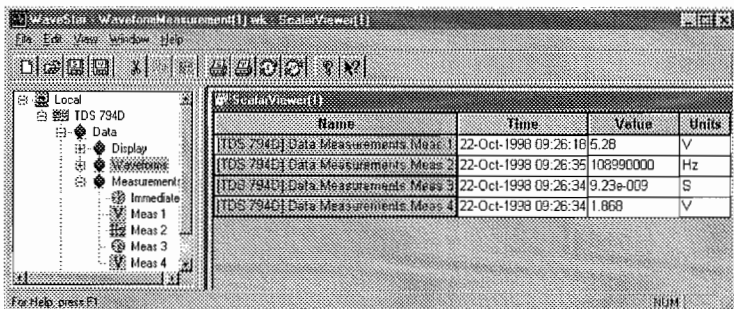 WaveStar - WaveformMeasurement(1).wk - ScalarViewer(1)
File Edit View Window Help
Local
TDS 794D
Data
Display
Waveforms
Measurements
Immediate
Meas 1
Meas 2
Meas 3
Meas 4
ScalarViewer(1)
Name Time Value Units
[TDS 794D] Data.Measurements.Meas 1 22-Oct-1998 09:26:18 5.28 V
[TDS 794D] Data.Measurements.Meas 2 22-Oct-1998 09:26:35 108990000 Hz
[TDS 794D] Data.Measurements.Meas 3 22-Oct-1998 09:26:34 9.23e-009 S
[TDS 794D] Data.Measurements.Meas 4 22-Oct-1998 09:26:34 1.868 V
For Help, press F1
NUM